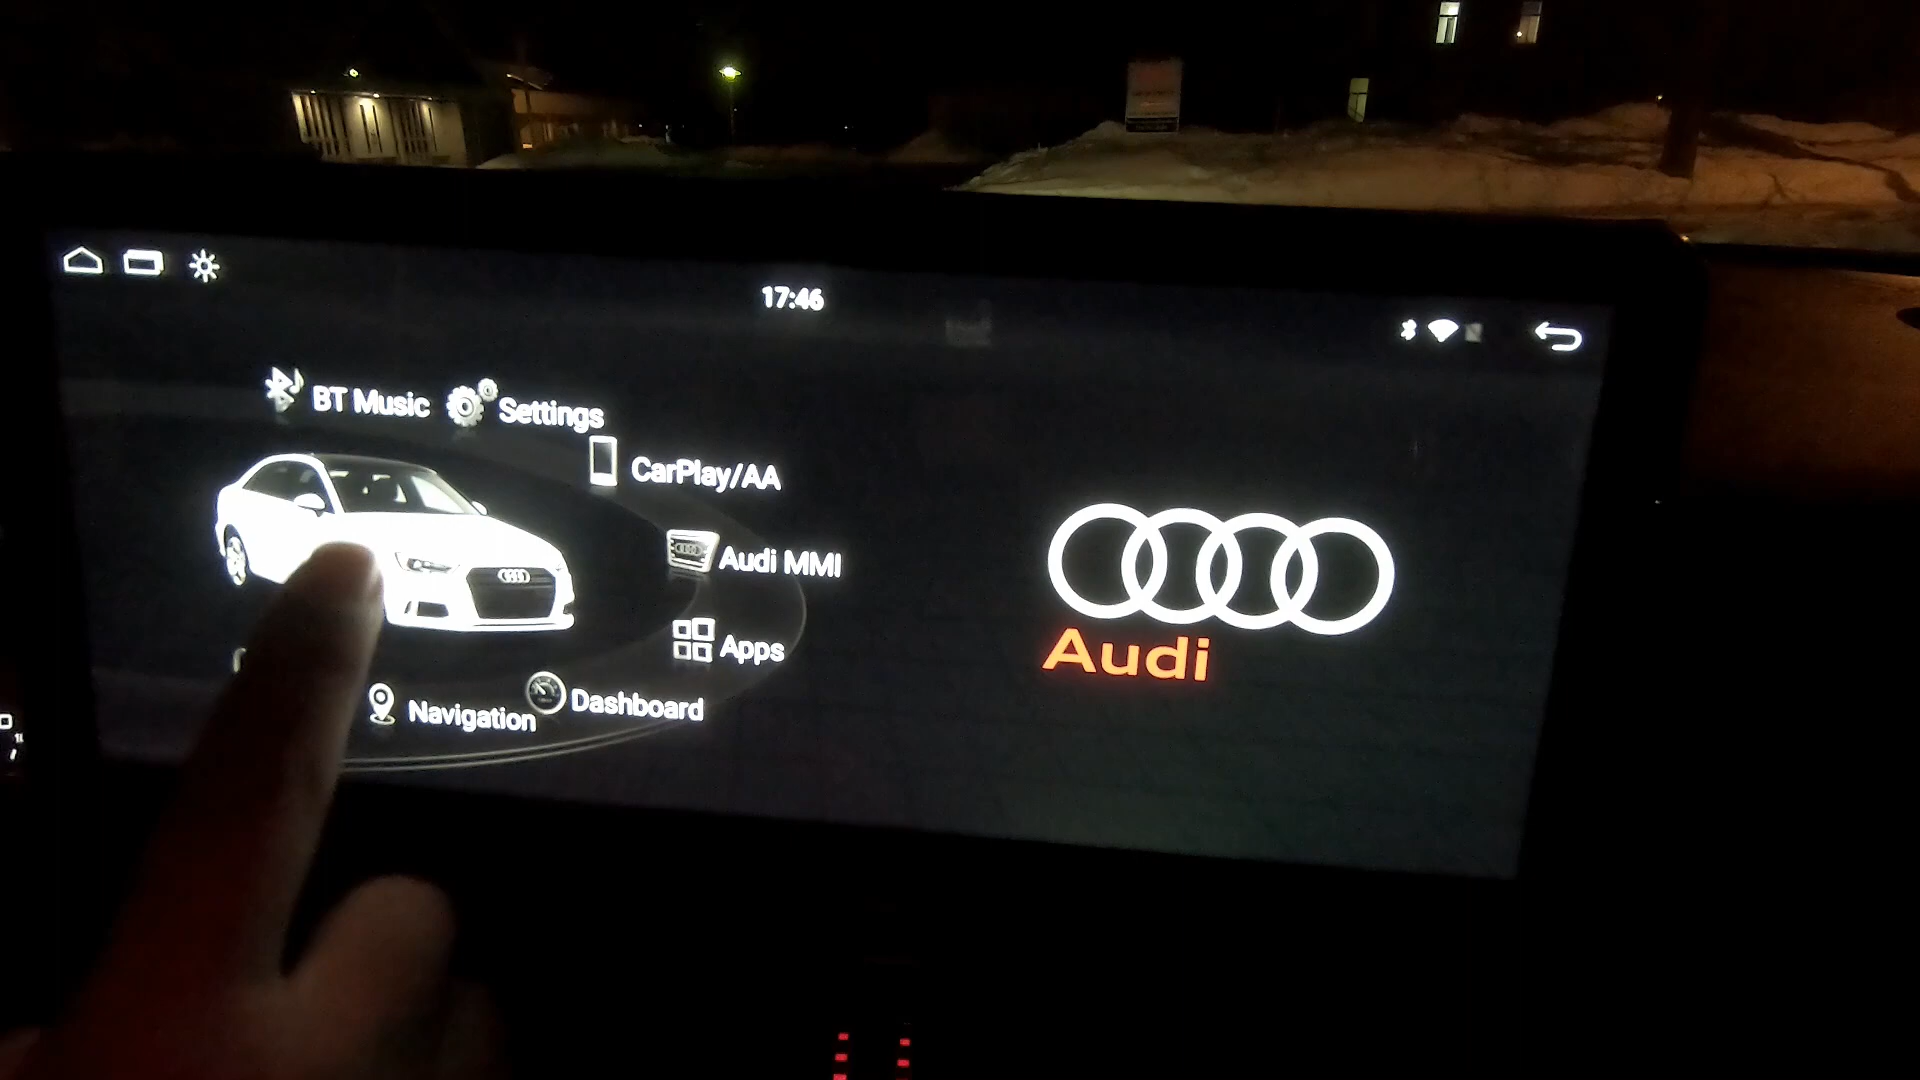 17:46
BT Music
Settings
CarPlay/AA
Audi MMI
Apps
Dashboard
Navigation
Audi